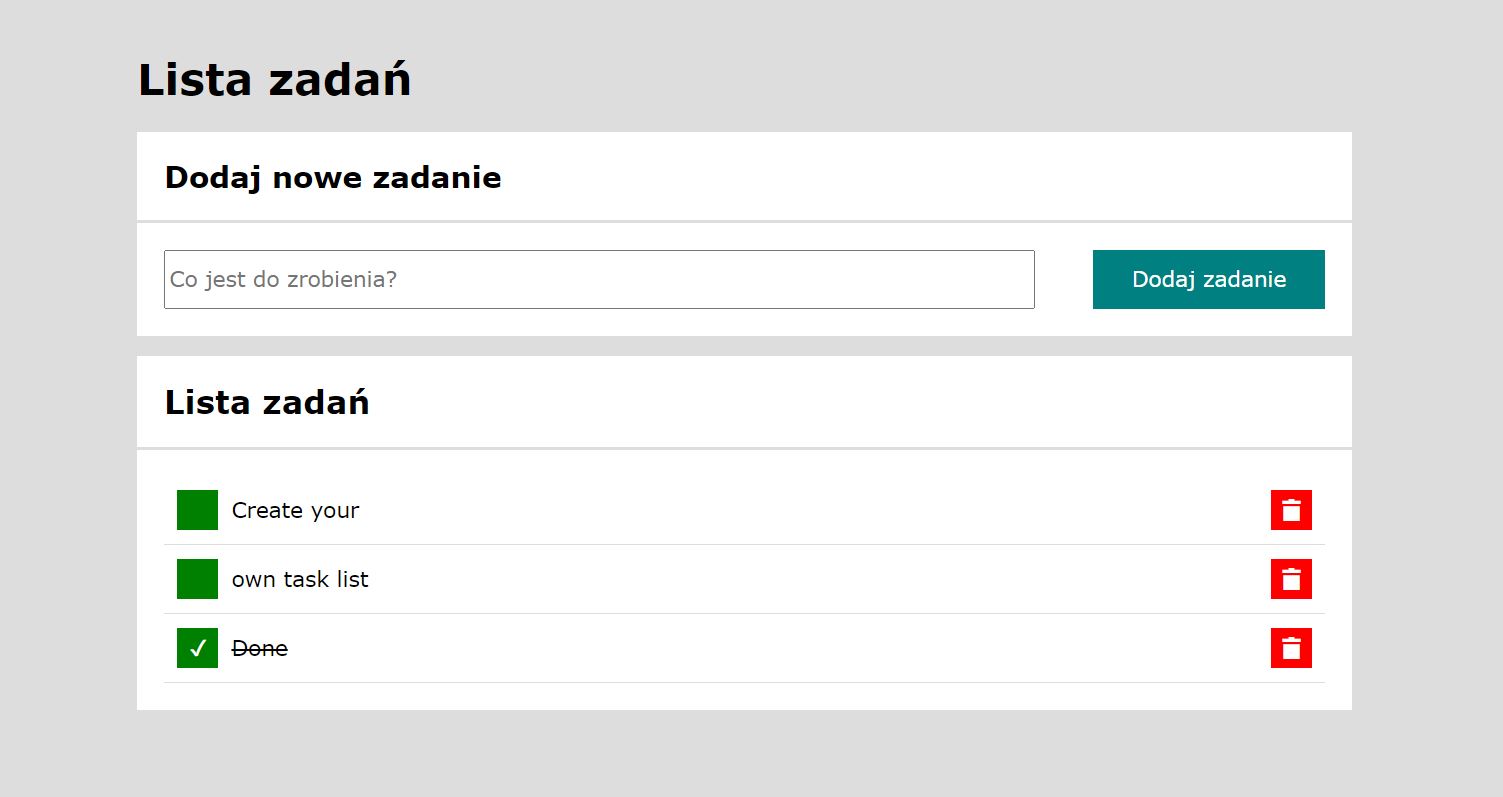 Lista zadań
Dodaj nowe zadanie
Co jest do zrobienia?
Dodaj zadanie
Lista zadań
Create your
own task list
Done